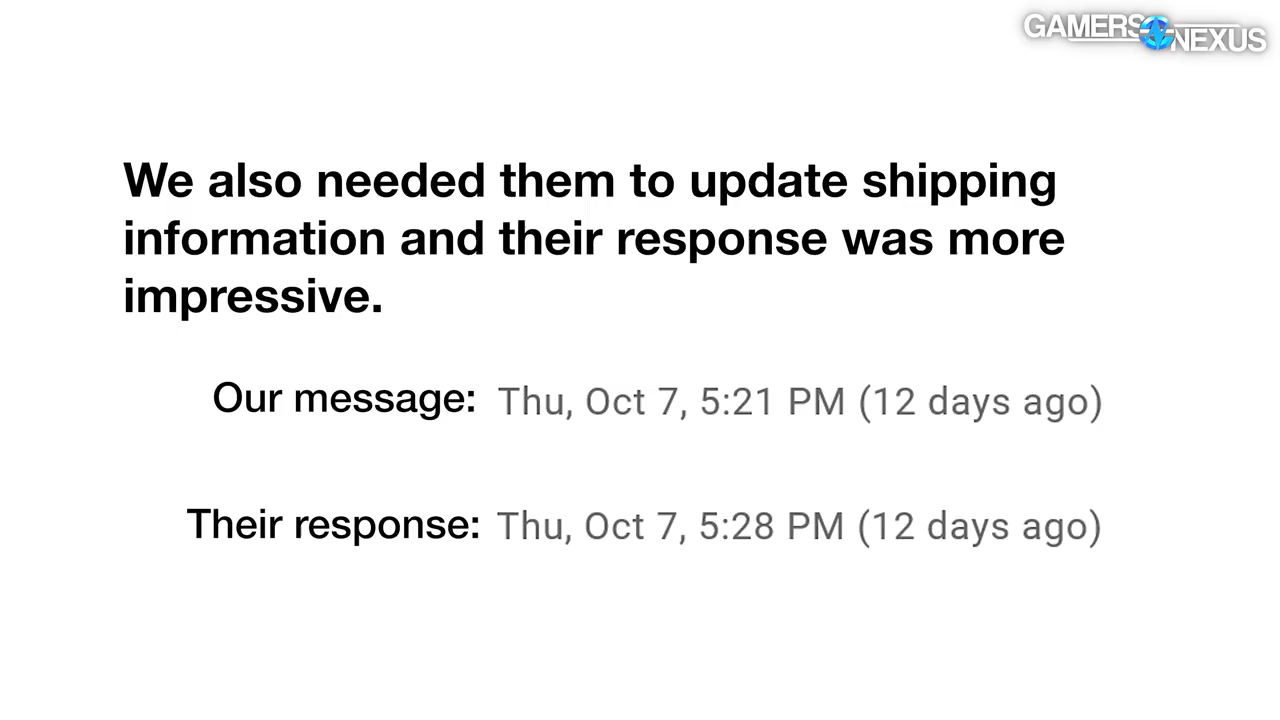 GAMERS NEXUS
We also needed them to update shipping
information and their response was more
impressive.
Our message: Thu, Oct 7, 5:21 PM (12 days ago)
Their response: Thu, Oct 7, 5:28 PM (12 days ago)